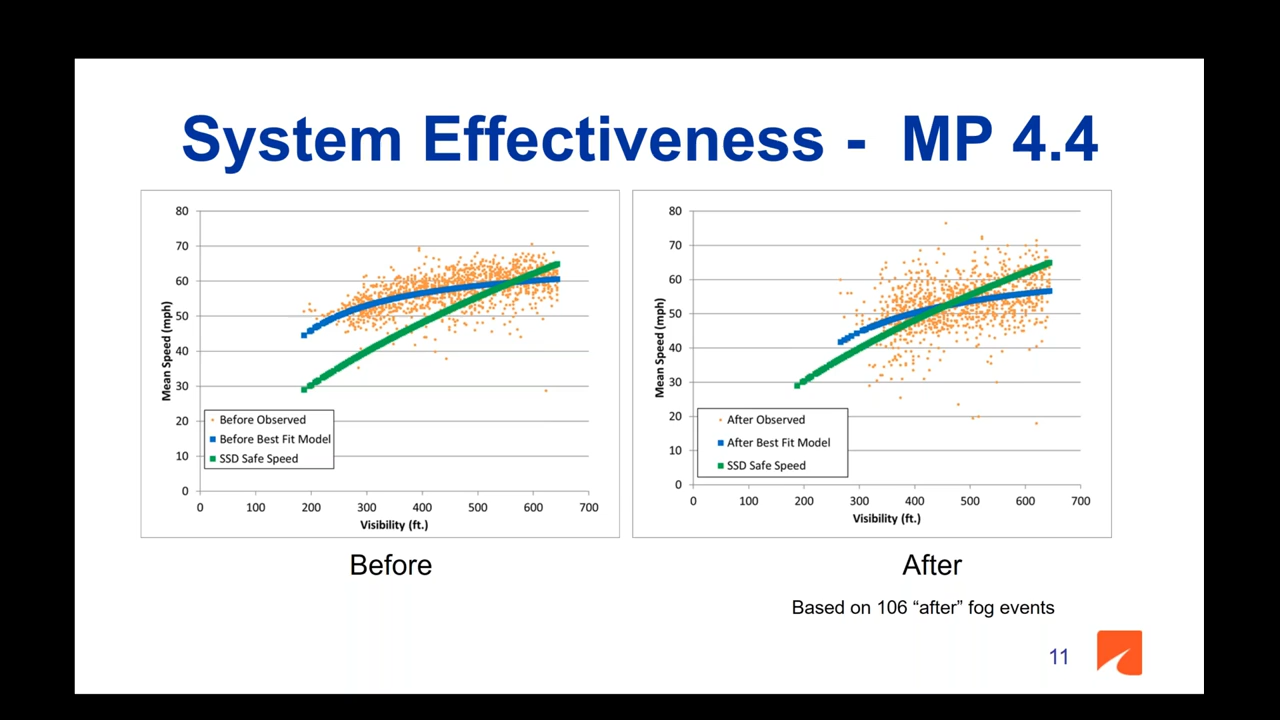 System Effectiveness - MP 4.4
80
70
60
50
40
30
20
10
0
Mean Speed (mph)
Before Observed
Before Best Fit Model
SSD Safe Speed
0 100 200 300 400 500 600 700
Visibility (ft.)
80
70
60
50
40
30
20
10
0
Mean Speed (mph)
After Observed
After Best Fit Model
SSD Safe Speed
0 100 200 300 400 500 600 700
Visibility (ft.)
Before
After
Based on 106 “after” fog events
11